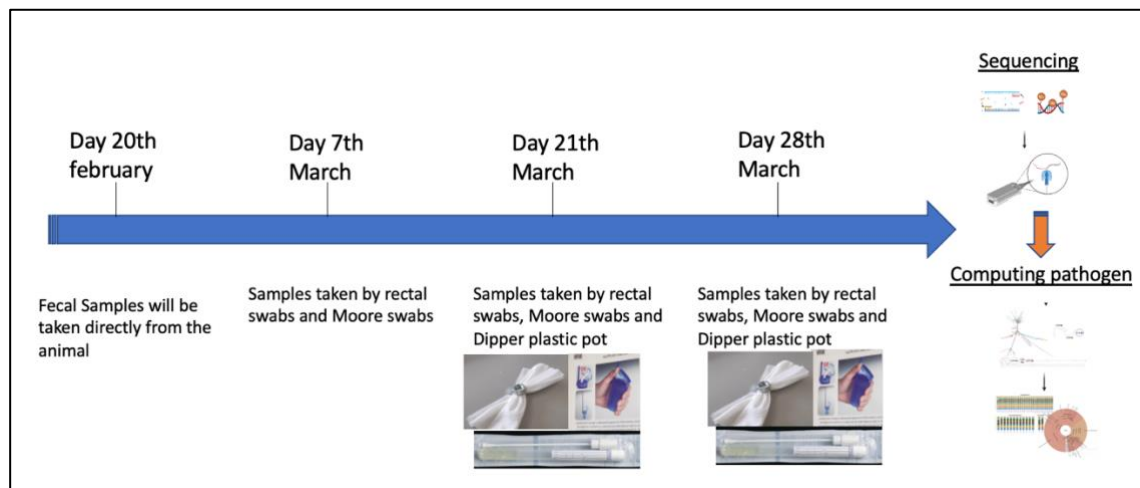 Sequencing
Day 20th
february
Day 7th
March
Day 21th
March
Day 28th
March
Computing pathogen
Fecal Samples will be
taken directly from the
animal
Samples taken by rectal
swabs and Moore swabs
Samples taken by rectal
swabs, Moore swabs and
Dipper plastic pot
Samples taken by rectal
swabs, Moore swabs and
Dipper plastic pot